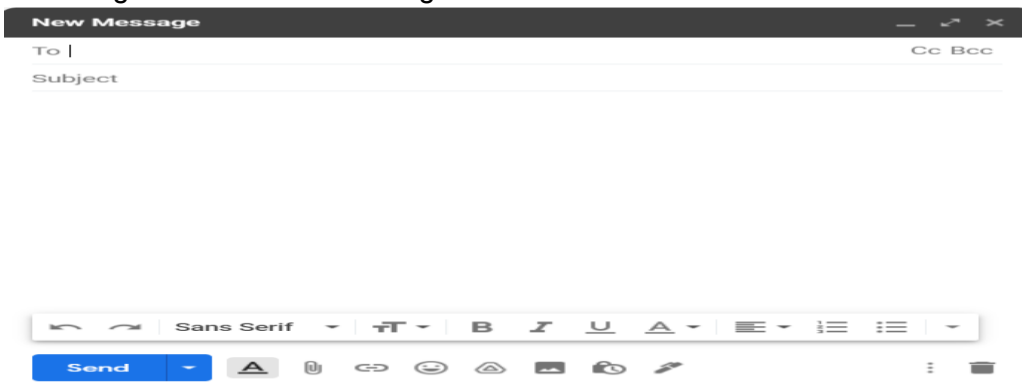 New Message
To
Cc Bcc
Subject
Sans Serif
B I U A
Send A